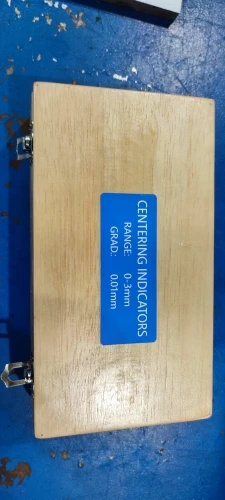 CENTERING INDICATORS
RANGE: 0-3mm
GRAD.: 0.01mm